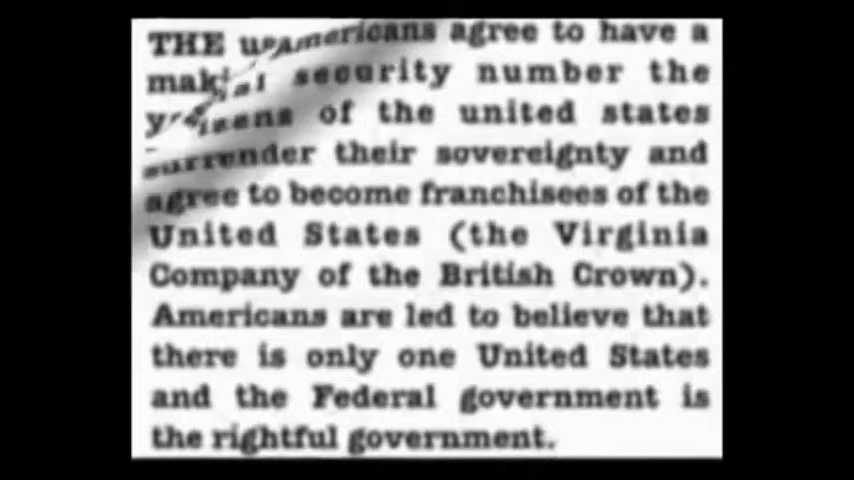 THE americans agree to have a
security number the
of the united states
surrender their sovereignty and
agree to become franchisees of the
United States (the Virginia
Company of the British Crown).
Americans are led to believe that
there is only one United States
and the Federal government is
the rightful government.